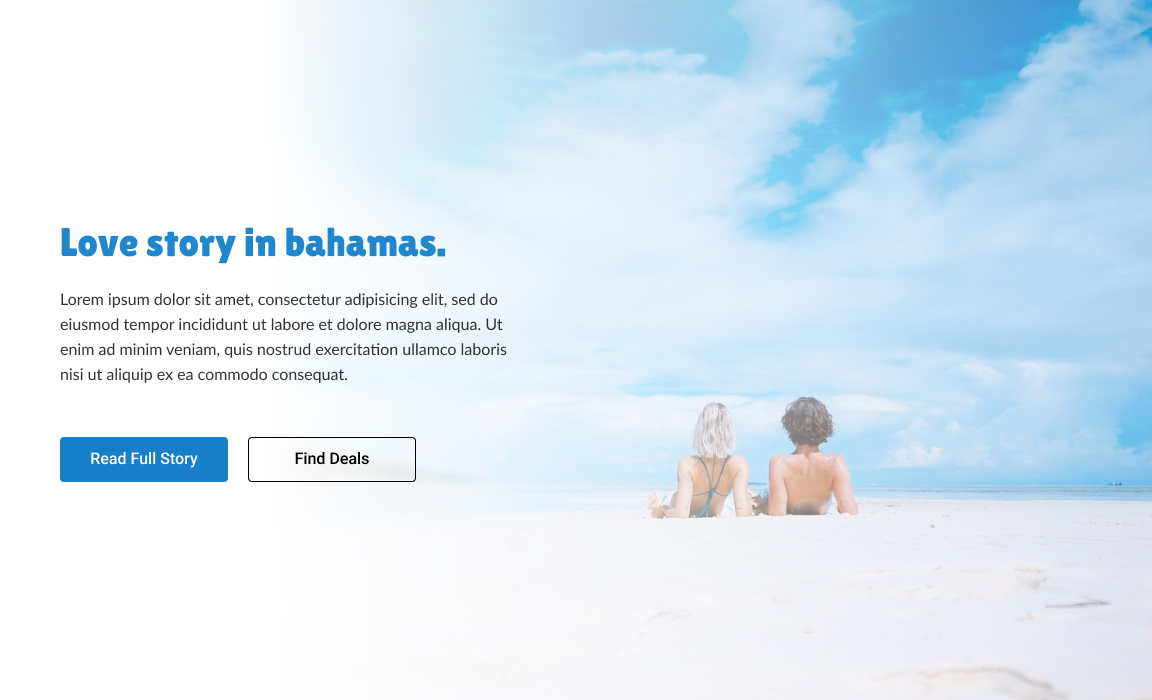 Love story in bahamas.
Lorem ipsum dolor sit amet, consectetur adipisicing elit, sed do
eiusmod tempor incididunt ut labore et dolore magna aliqua. Ut
enim ad minim veniam, quis nostrud exercitation ullamco laboris
nisi ut aliquip ex ea commodo consequat.
Read Full Story
Find Deals